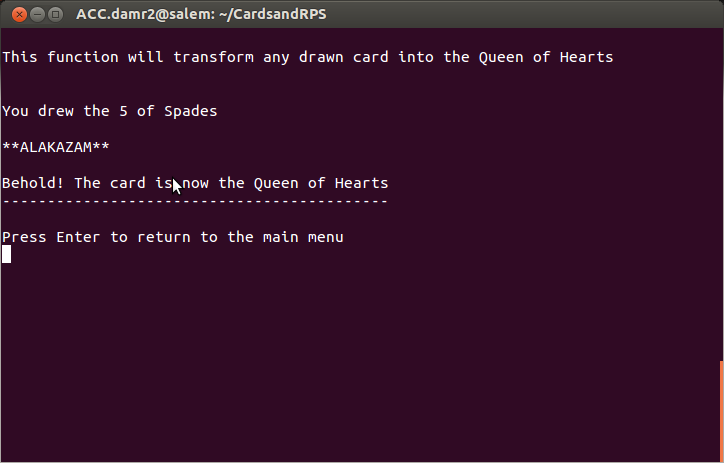 ACC.damr2@salem: ~/CardsandRPS
This function will transform any drawn card into the Queen of Hearts
You drew the 5 of Spades
**ALAKAZAM**
Behold! The card is now the Queen of Hearts
-------------------------------------------
Press Enter to return to the main menu